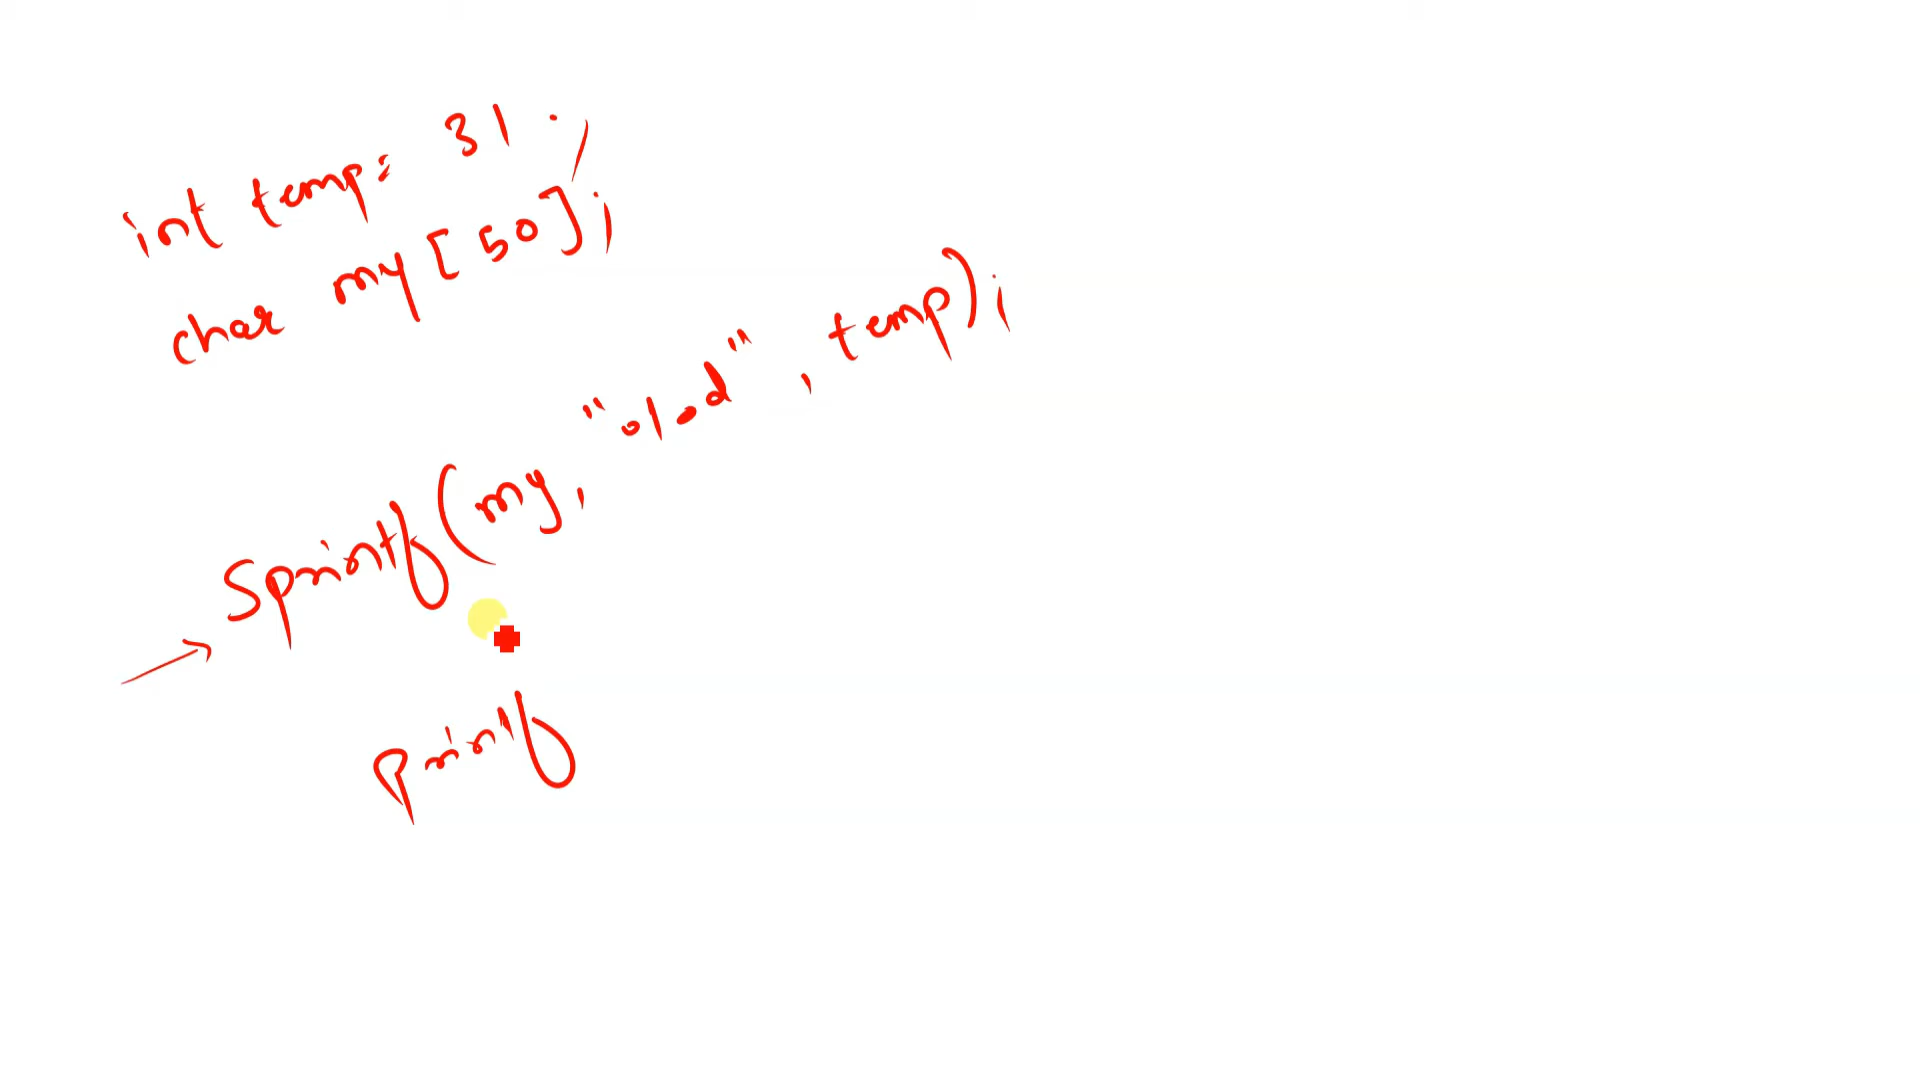 int temp= 31;
char my[50];
Sprintf(my, "%d", temp);
printf